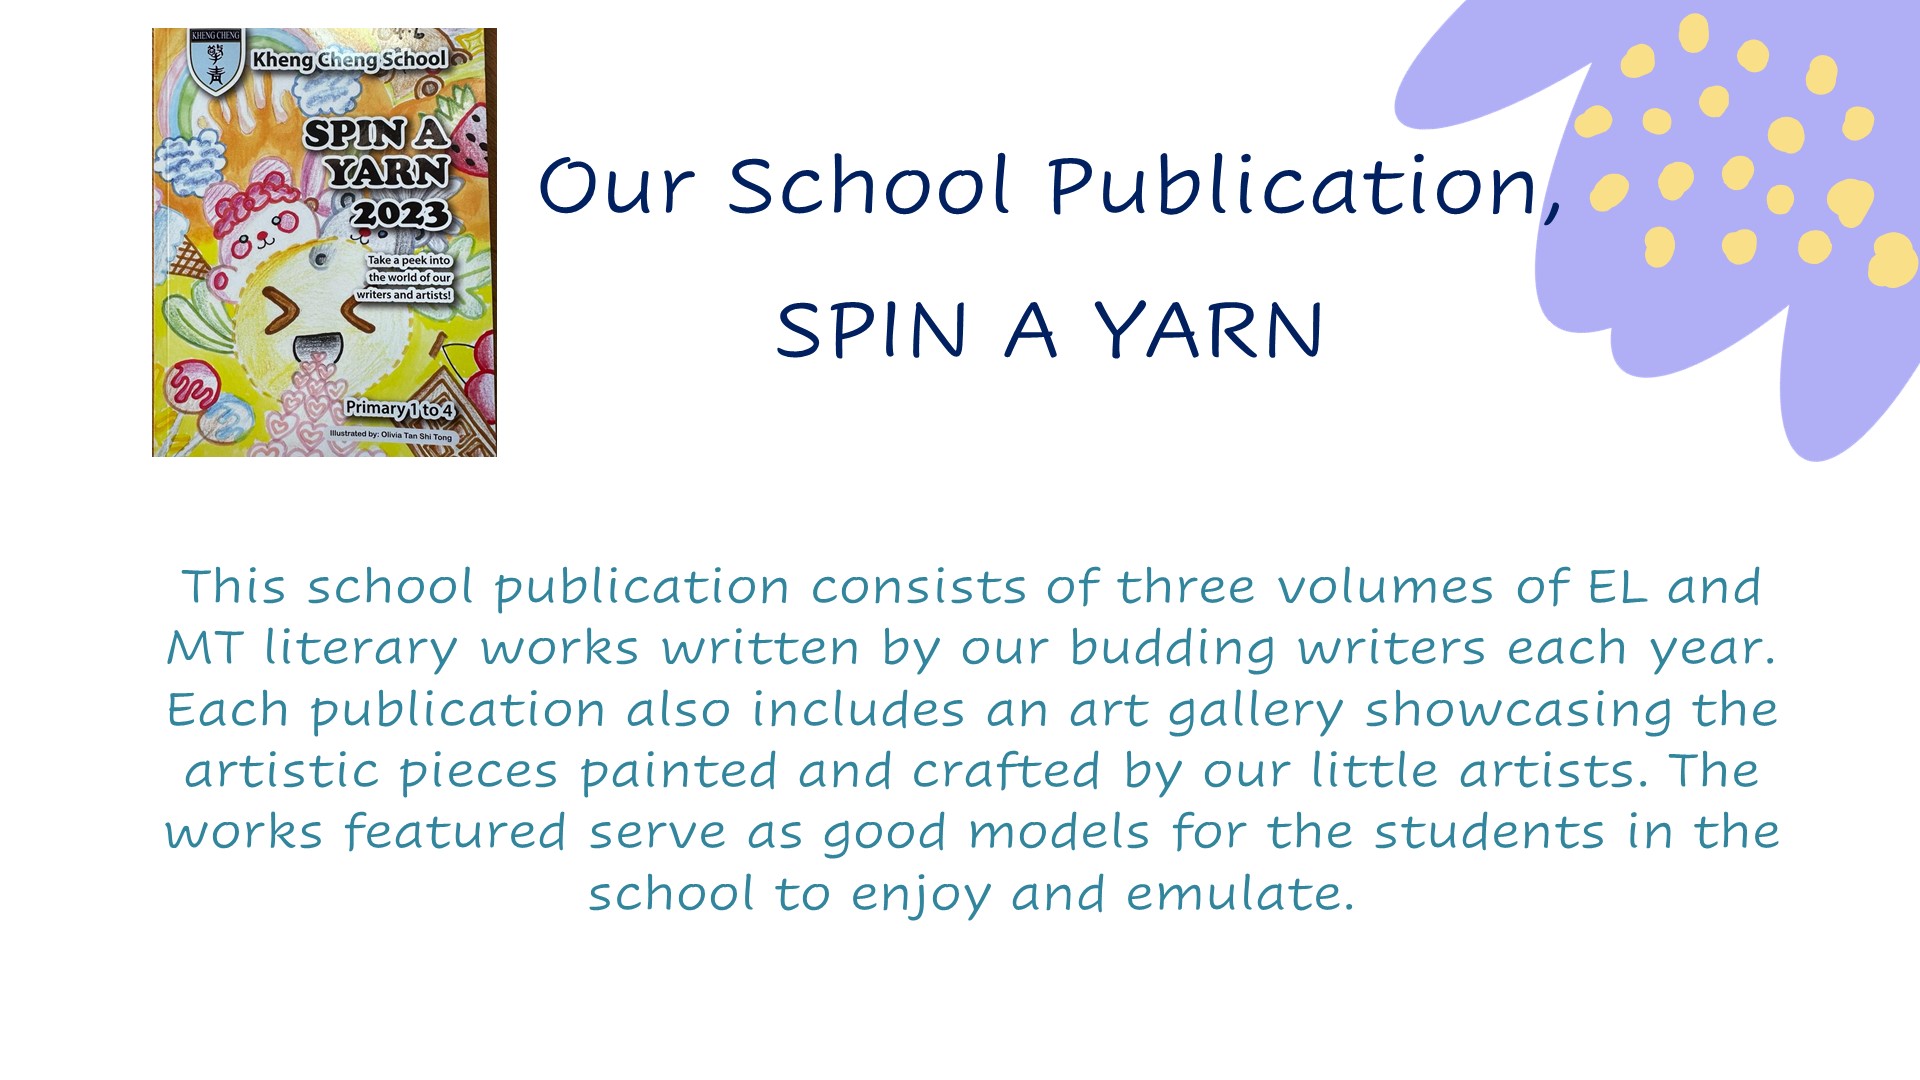 KHENG CHENG
Kheng Cheng School
SPIN A
YARN
2023
Take a peek into
the world of our
writers and artists!
Primary 1 to 4
Illustrated by: Olivia Tan Shi Tong
Our School Publication,
SPIN A YARN
This school publication consists of three volumes of EL and
MT literary works written by our budding writers each year.
Each publication also includes an art gallery showcasing the
artistic pieces painted and crafted by our little artists. The
works featured serve as good models for the students in the
school to enjoy and emulate.